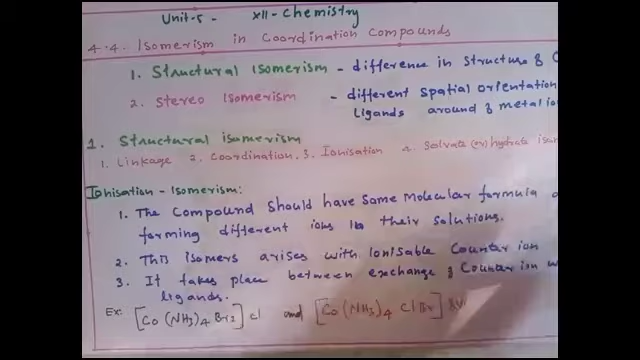 Unit-5 - XII - Chemistry
4.4. Isomerism in Coordination Compounds
1. Structural Isomerism - difference in structure of
2. Stereo Isomerism - different spatial orientation
Ligands around of metal ion
1. Structural isomerism
1. Linkage 2. Coordination, 3. Ionisation 4. Solvate (or) hydrate
Ionisation - Isomerism:
1. The Compound should have same molecular formula
forming different ions in their solutions.
2. This isomers arises with Ionisable Counter ion
3. It takes place between exchange of Counter ion
ligands.
Ex: [Co(NH3)4 Br2] Cl and [Co(NH3)4 ClBr]